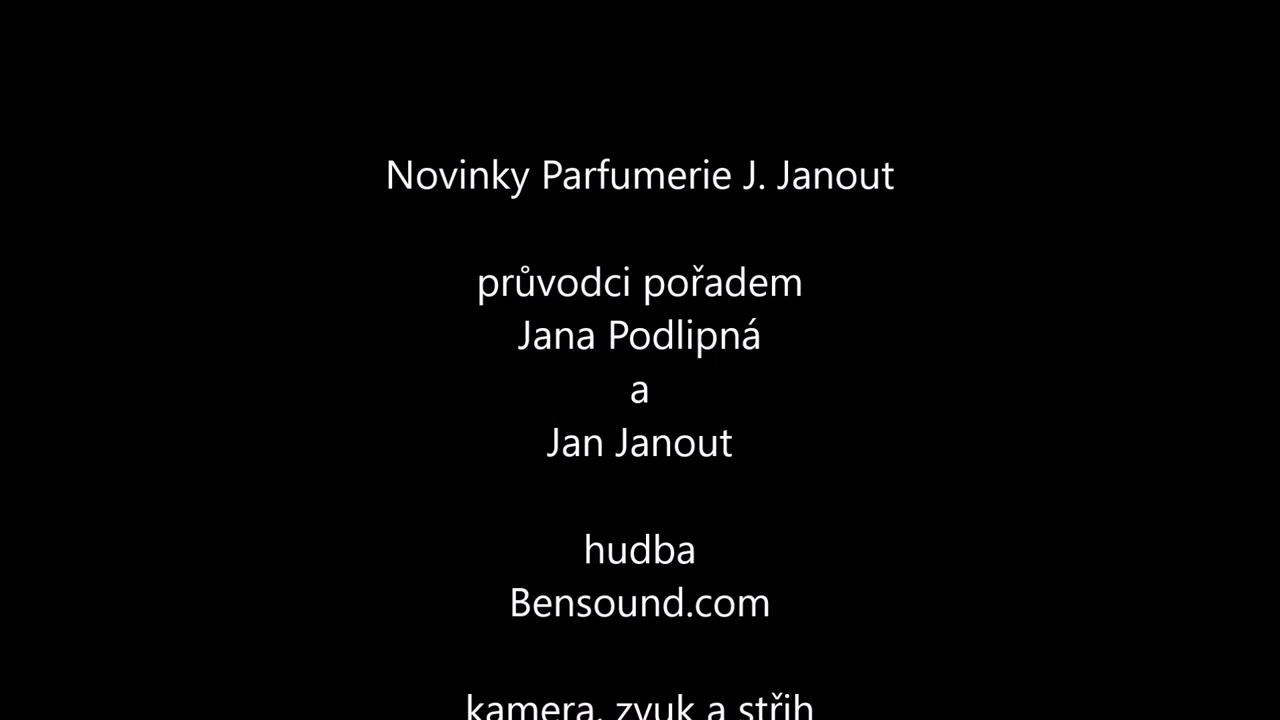 Novinky Parfumerie J. Janout
průvodci pořadem
Jana Podlipná
a
Jan Janout
hudba
Bensound.com
kamera, zvuk a střih